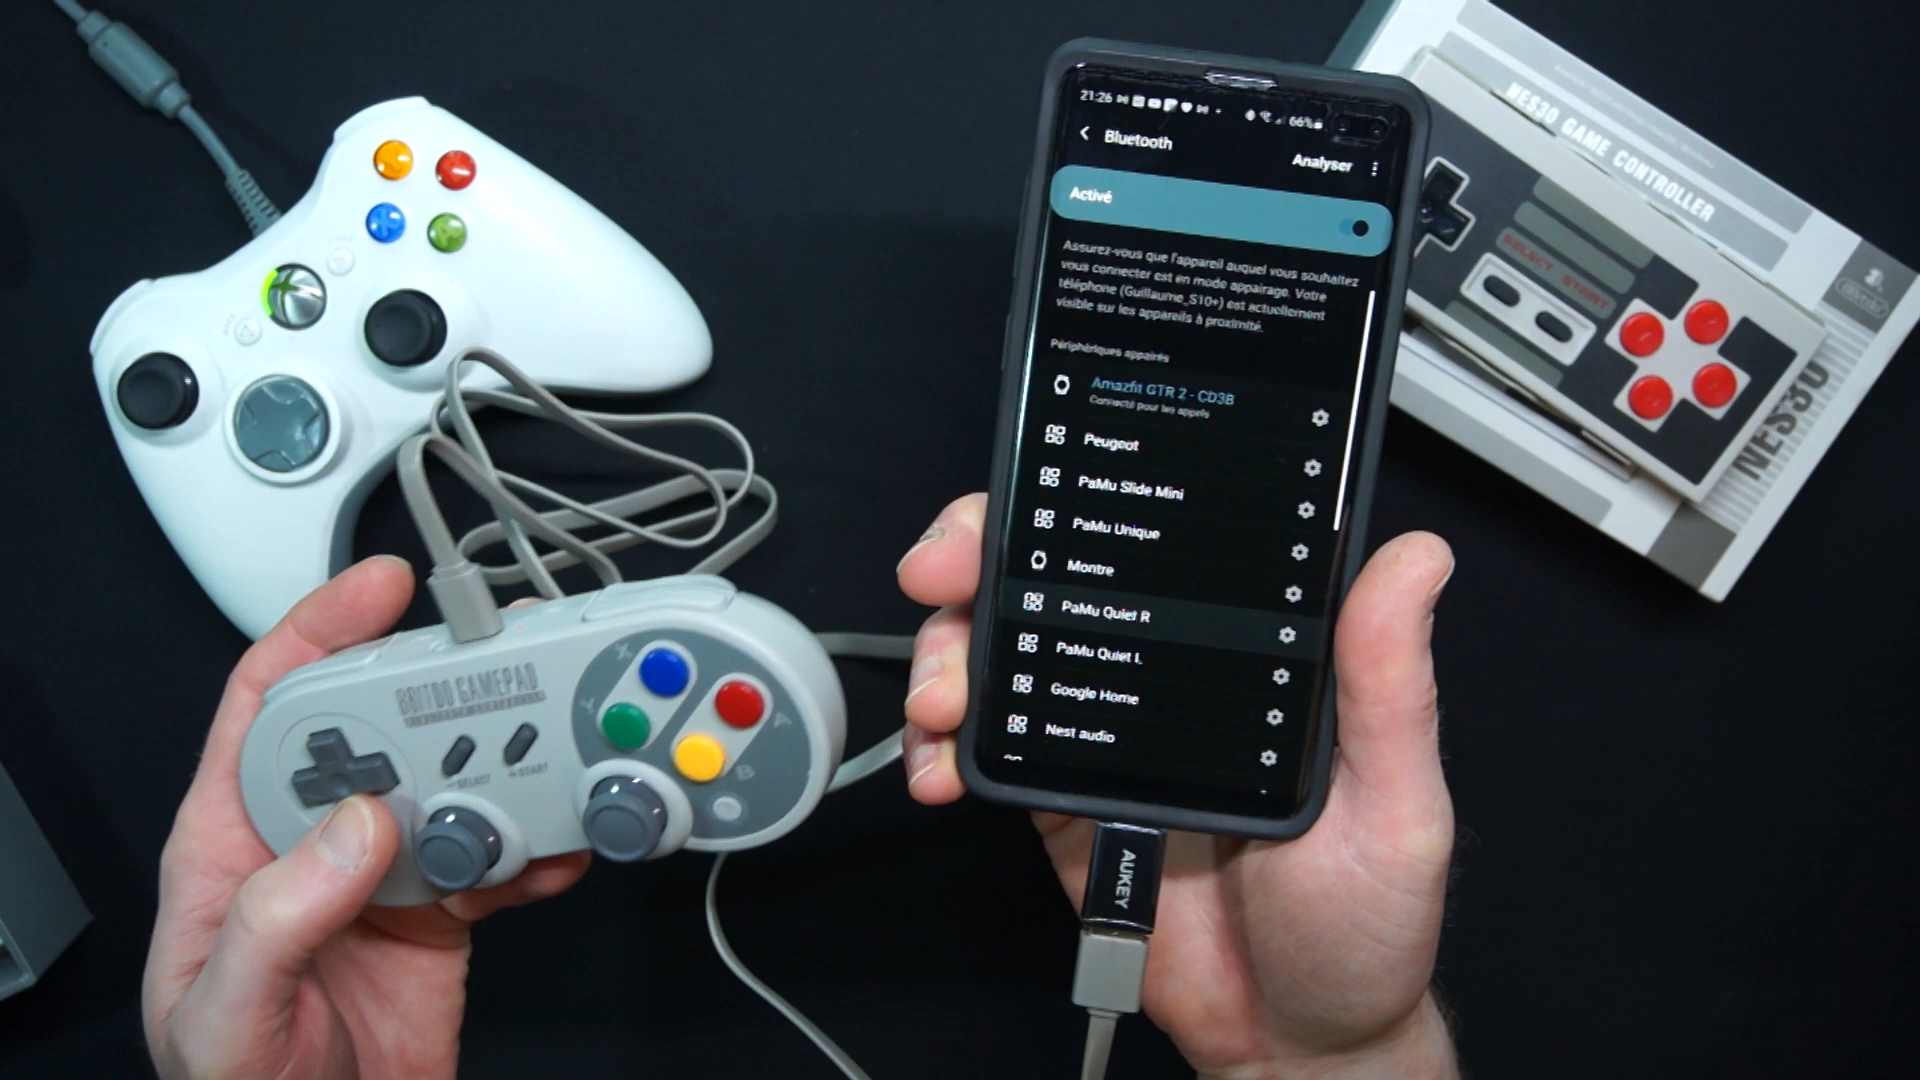 21:26
66%
Bluetooth
Analyser
Activé
Assurez-vous que l'appareil auquel vous souhaitez
vous connecter est en mode appairage. Votre
téléphone (Guillaume_S10+) est actuellement
visible sur les appareils à proximité.
Périphériques appairés
Amazfit GTR 2 - CD3B
Connecté pour les appels
Peugeot
PaMu Slide Mini
PaMu Unique
Montre
PaMu Quiet R
PaMu Quiet L
Google Home
Nest audio
AUKEY
NES30 GAME CONTROLLER
SELECT START
NES30
8BITDO GAMEPAD
X
Y
A
B
-SELECT
+START
X
A